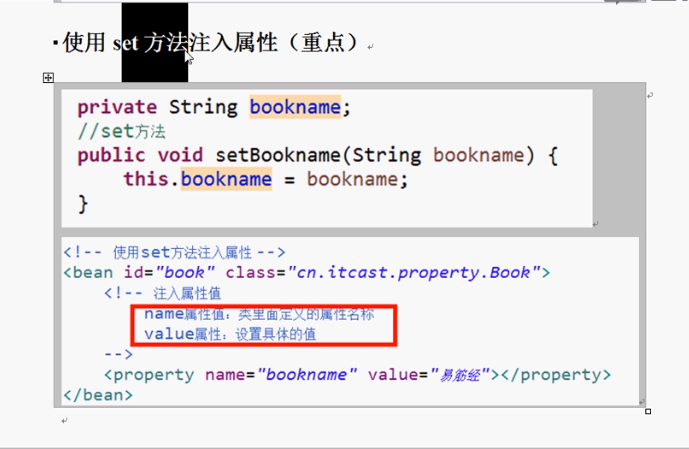 使用 set 方法注入属性（重点）
private String bookname;
//set方法
public void setBookname(String bookname) {
this.bookname = bookname;
}
<!-- 使用set方法注入属性 -->
<bean id="book" class="cn.itcast.property.Book">
<!-- 注入属性值
name属性值：类里面定义的属性名称
value属性：设置具体的值
-->
<property name="bookname" value="易筋经"></property>
</bean>